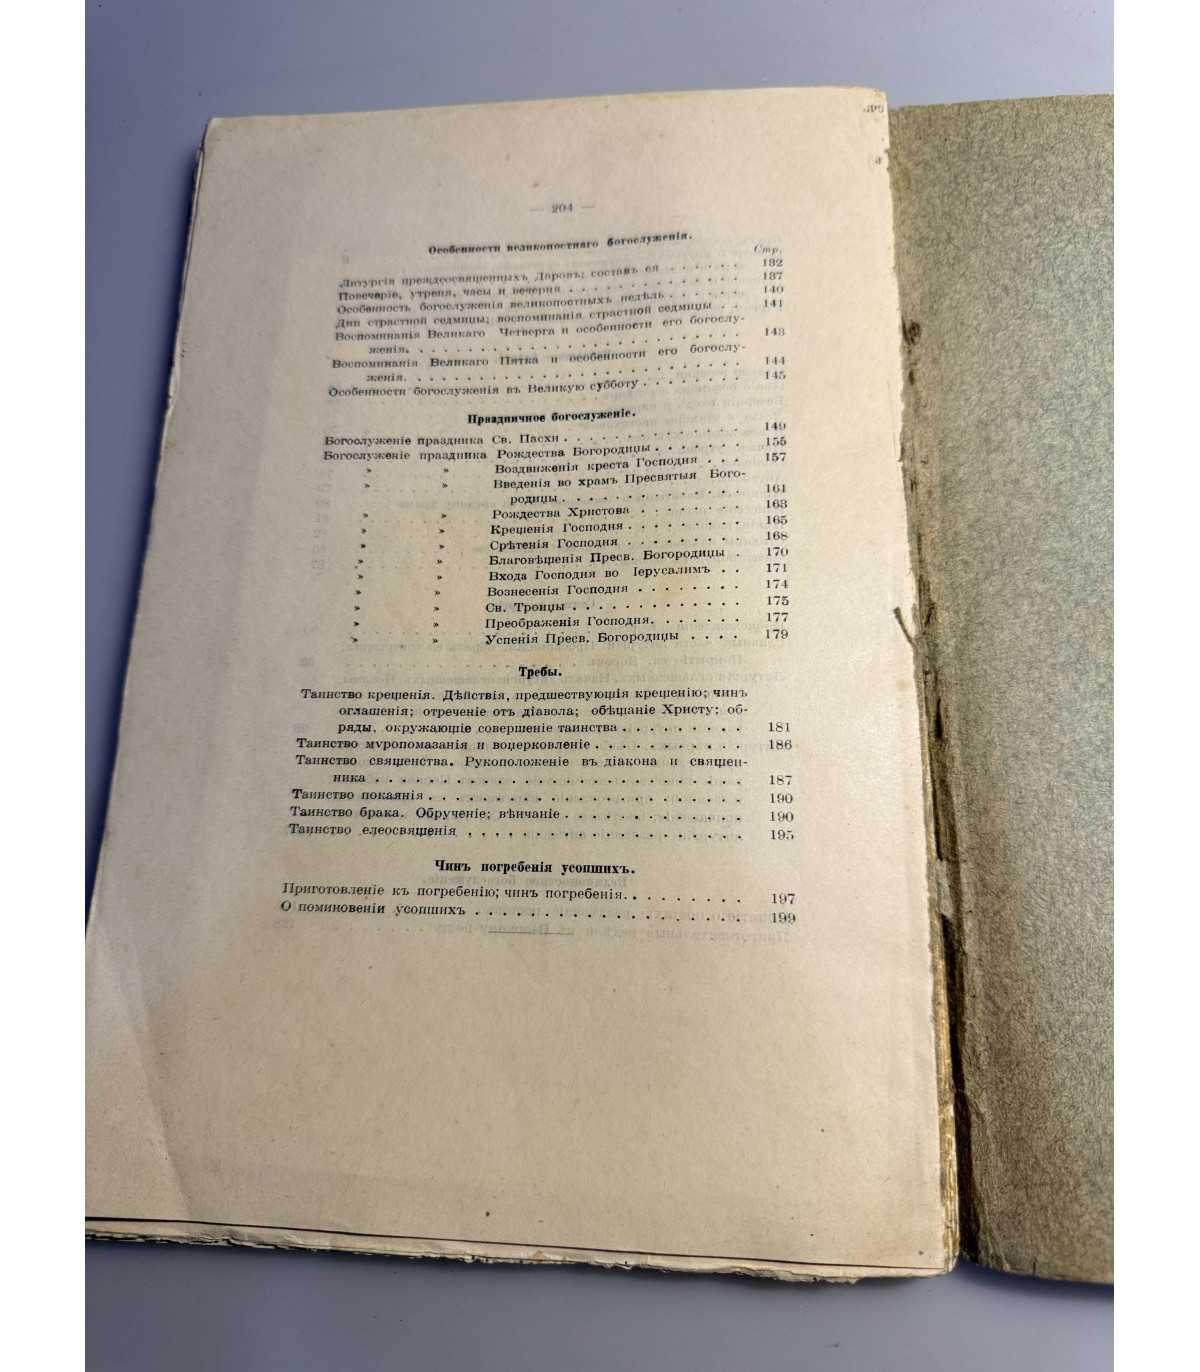 — 204 —
Особенности великопостнаго богослуженія.
Стр.
Литургія преждеосвященныхъ Даровъ; составъ ея . . . . . . 132
Повечеріе, утреня, часы и вечерня . . . . . . . . . . . . 137
Особенность богослуженія великопостныхъ недѣль . . . . . . 140
Дни страстной седмицы; воспоминанія страстной седмицы . . 141
Воспоминанія Великаго Четверга и особенности его богослу-
женія. . . . . . . . . . . . . . . . . . . . . . . 143
Воспоминанія Великаго Пятка и особенности его богослу-
женія. . . . . . . . . . . . . . . . . . . . . . . 144
Особенности богослуженія въ Великую субботу . . . . . . . . 145
Праздничное богослуженіе.
Богослуженіе праздника Св. Пасхи . . . . . . . . . . . . . 149
Богослуженіе праздника Рождества Богородицы . . . . . . . 155
» » Воздвиженія креста Господня . . . 157
» » Введенія во храмъ Пресвятыя Бого-
родицы . . . . . . . . . . . . . 161
» » Рождества Христова . . . . . . . . 163
» » Крещенія Господня . . . . . . . . 165
» » Срѣтенія Господня . . . . . . . . 168
» » Благовѣщенія Пресв. Богородицы . 170
» » Входа Господня во Іерусалимъ . . 171
» » Вознесенія Господня . . . . . . . . 174
» » Св. Троицы . . . . . . . . . . . . . 175
» » Преображенія Господня. . . . . . . 177
» » Успенія Пресв. Богородицы . . . . 179
Требы.
Таинство крещенія. Дѣйствія, предшествующія крещенію; чинъ
оглашенія; отреченіе отъ діавола; обѣщаніе Христу; об-
ряды, окружающіе совершеніе таинства . . . . . . . . . 181
Таинство мѵропомазанія и воцерковленіе . . . . . . . . . . . 186
Таинство священства. Рукоположеніе въ діакона и священ-
ника . . . . . . . . . . . . . . . . . . . . . . . . . 187
Таинство покаянія . . . . . . . . . . . . . . . . . . . . . . . 190
Таинство брака. Обрученіе; вѣнчаніе . . . . . . . . . . . . . 190
Таинство елеосвященія . . . . . . . . . . . . . . . . . . . . 195
Чинъ погребенія усопшихъ.
Приготовленіе къ погребенію; чинъ погребенія. . . . . . . . . 197
О поминовеніи усопшихъ . . . . . . . . . . . . . . . . . . . 199